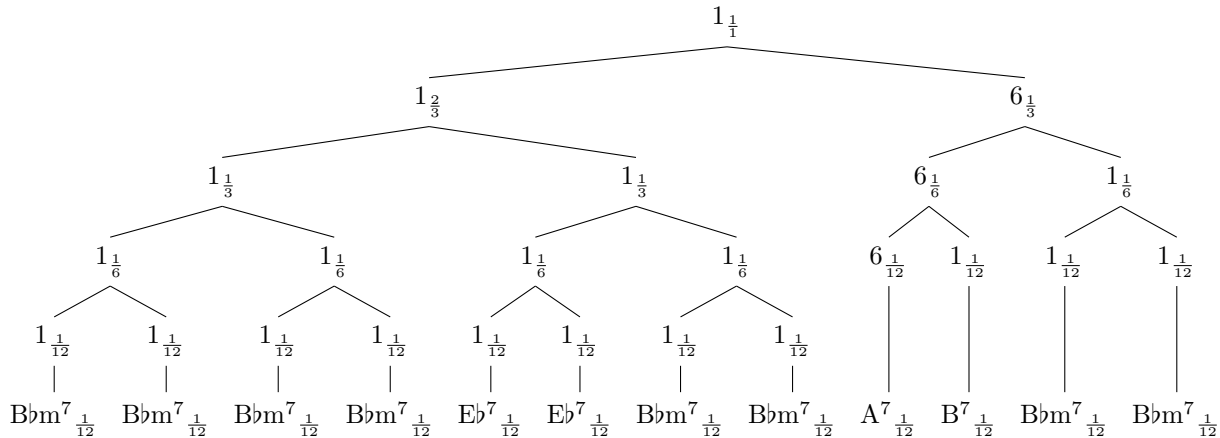 1 1/1
1 2/3 6 1/3
1 1/3 1 1/3 6 1/6 1 1/6
1 1/6 1 1/6 1 1/6 1 1/6 6 1/12 1 1/12 1 1/12 1 1/12
1 1/12 1 1/12 1 1/12 1 1/12 1 1/12 1 1/12 1 1/12 1 1/12
B♭m⁷ 1/12 B♭m⁷ 1/12 B♭m⁷ 1/12 B♭m⁷ 1/12 E♭⁷ 1/12 E♭⁷ 1/12 B♭m⁷ 1/12 B♭m⁷ 1/12 A⁷ 1/12 B⁷ 1/12 B♭m⁷ 1/12 B♭m⁷ 1/12